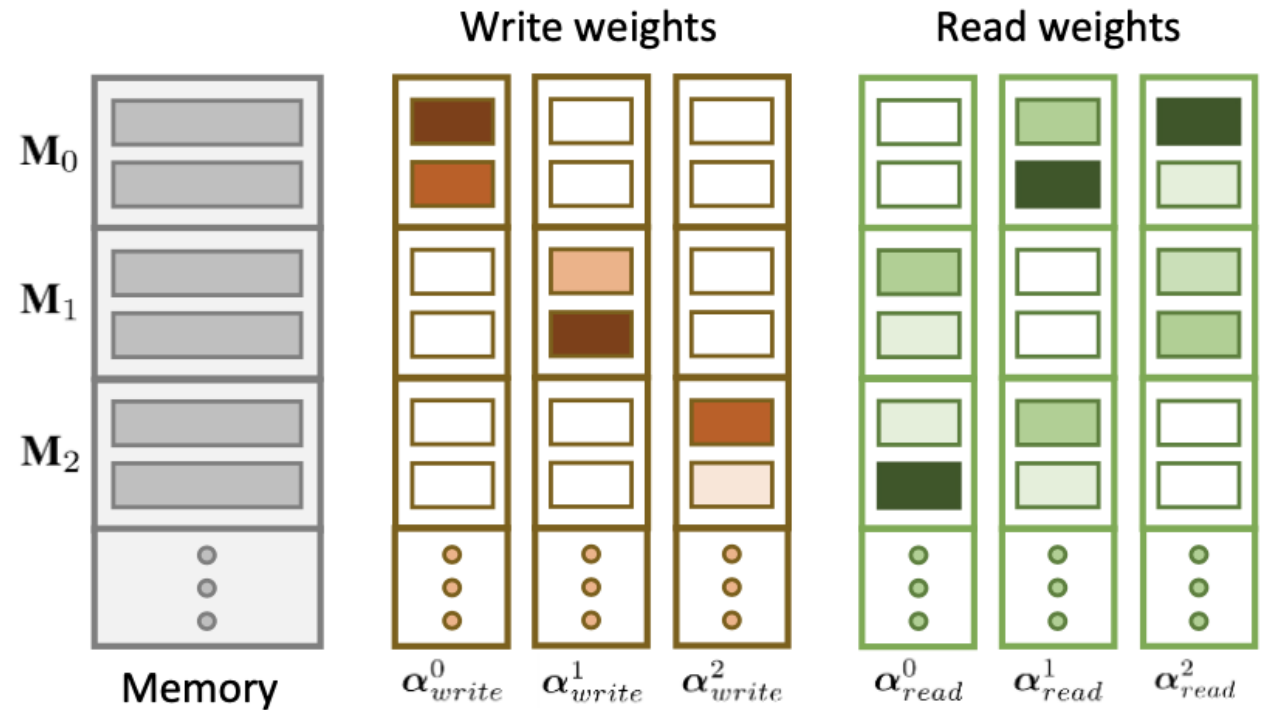 Write weights Read weights
M₀
M₁
M₂
Memory α⁰write α¹write α²write α⁰read α¹read α²read